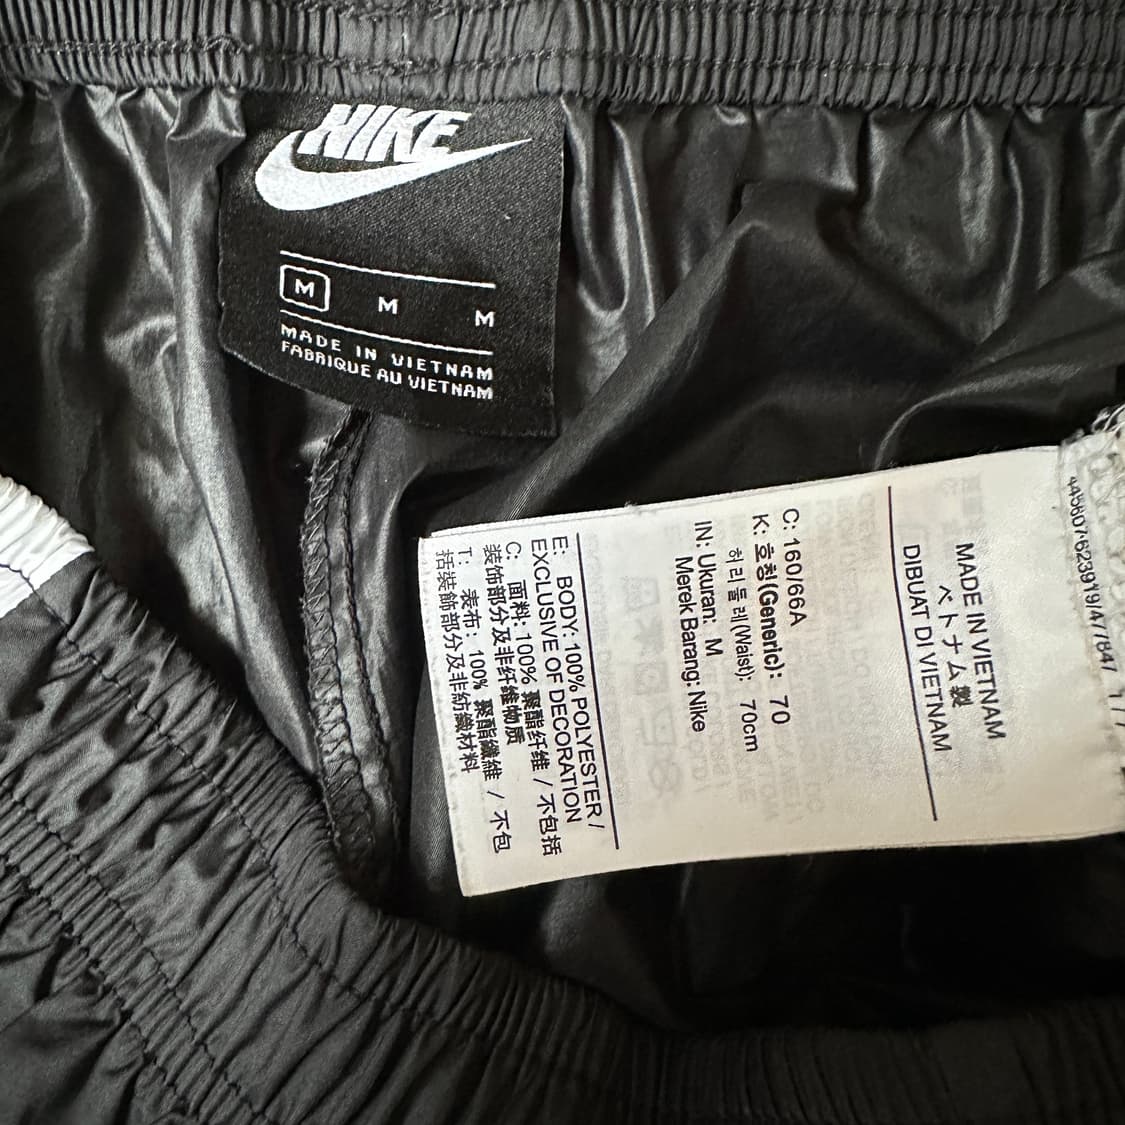 NIKE
M M M
MADE IN VIETNAM
FABRIQUE AU VIETNAM
MADE IN VIETNAM
ベトナム製
DIBUAT DI VIETNAM
C: 160/66A
K: 호칭(Generic): 70
허리둘레(Waist): 70cm
IN: Ukuran: M
Merek Barang: Nike
E: BODY: 100% POLYESTER /
EXCLUSIVE OF DECORATION
C: 面料: 100% 聚酯纤维 / 不包括
装饰部分及非纤维物质
T: 表布: 100% 聚酯纖維 / 不包
括裝飾部分及非紡織材料